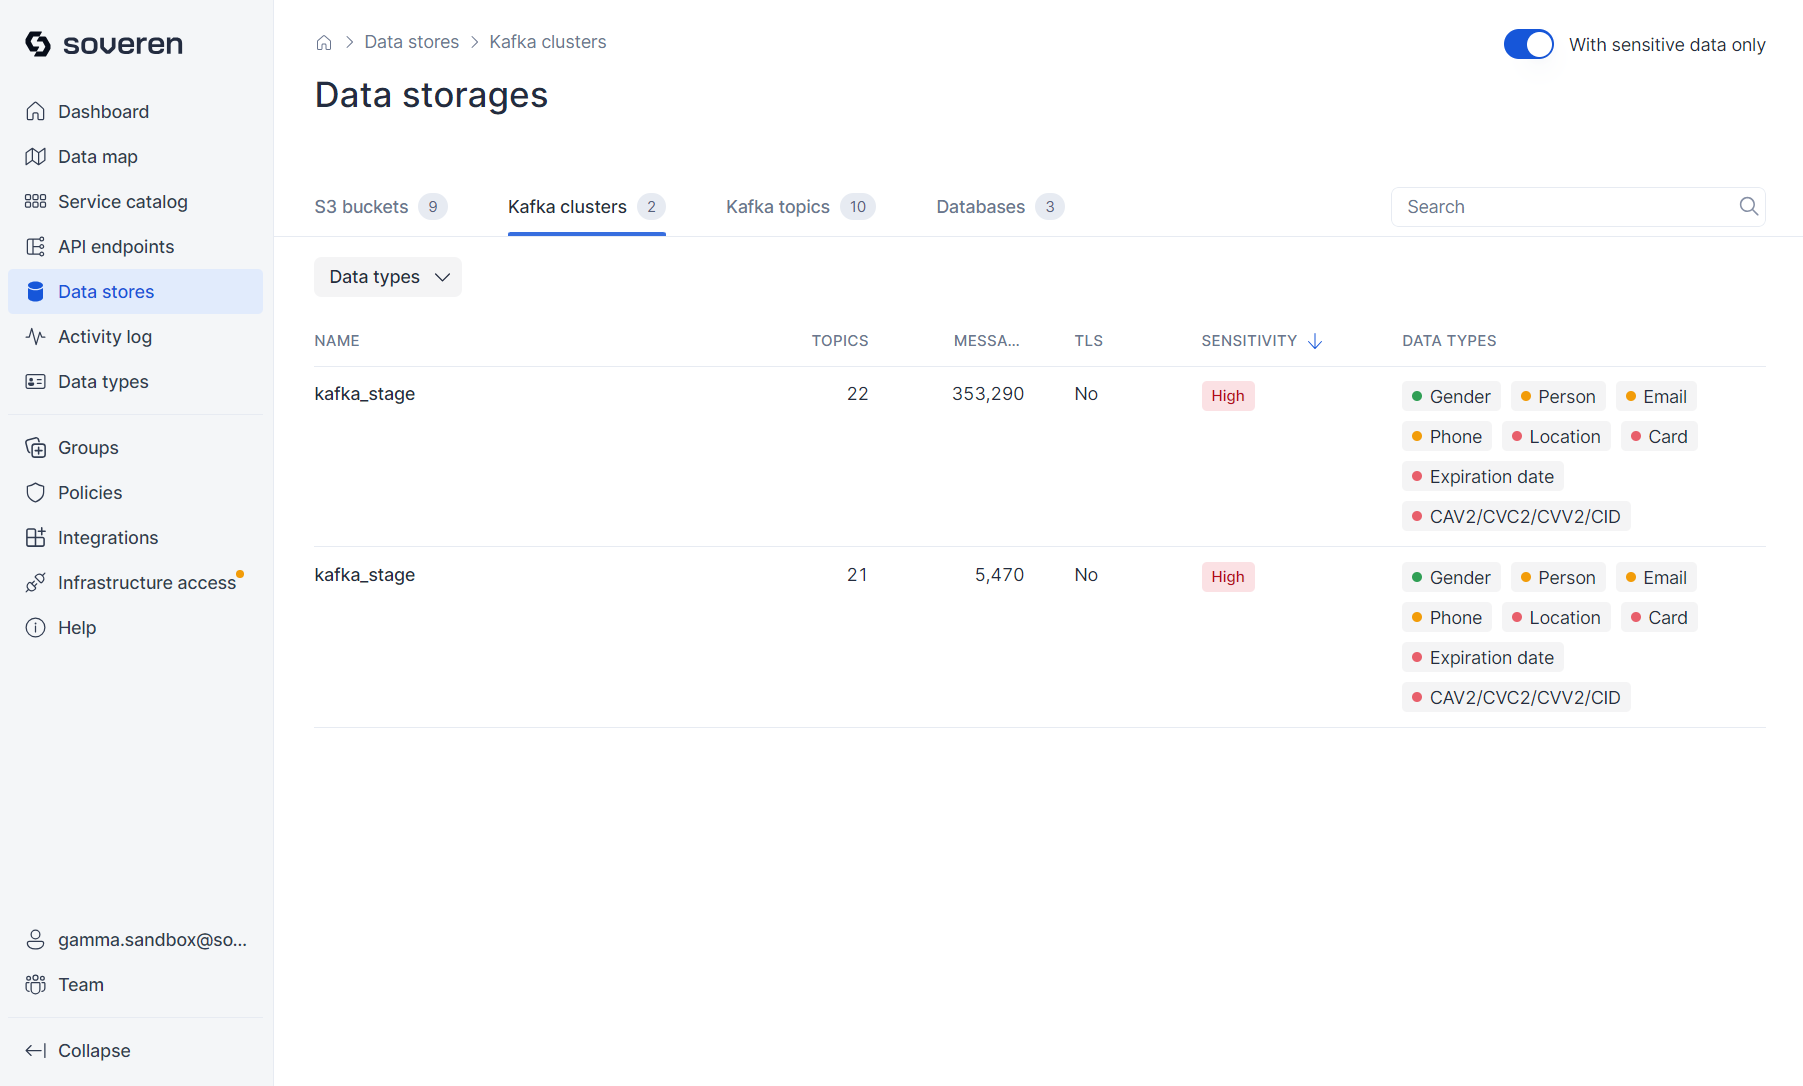 soveren
Dashboard
Data map
Service catalog
API endpoints
Data stores
Activity log
Data types
Groups
Policies
Integrations
Infrastructure access
Help
gamma.sandbox@so...
Team
Collapse
Data stores Kafka clusters
With sensitive data only
Data storages
S3 buckets 9 Kafka clusters 2 Kafka topics 10 Databases 3 Search
Data types
NAME TOPICS MESSA... TLS SENSITIVITY DATA TYPES
kafka_stage 22 353,290 No High Gender Person Email
Phone Location Card
Expiration date
CAV2/CVC2/CVV2/CID
kafka_stage 21 5,470 No High Gender Person Email
Phone Location Card
Expiration date
CAV2/CVC2/CVV2/CID